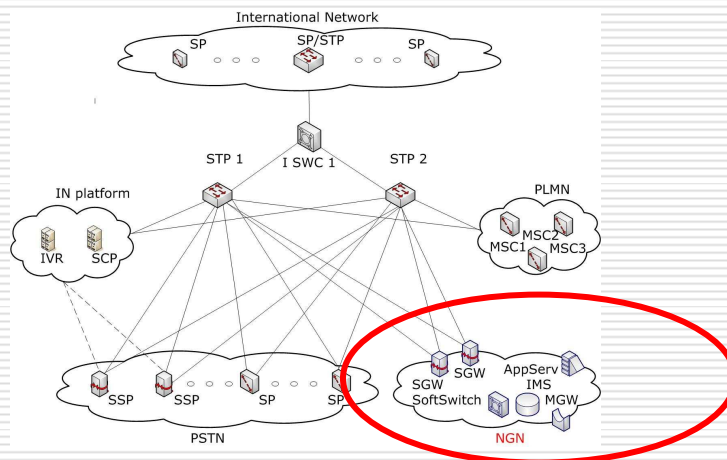 International Network
SP
SP/STP
SP
I SWC 1
STP 1
STP 2
IN platform
IVR
SCP
PLMN
MSC1
MSC2
MSC3
SSP
SSP
SP
SP
PSTN
SGW
SGW
SoftSwitch
AppServ
IMS
MGW
NGN